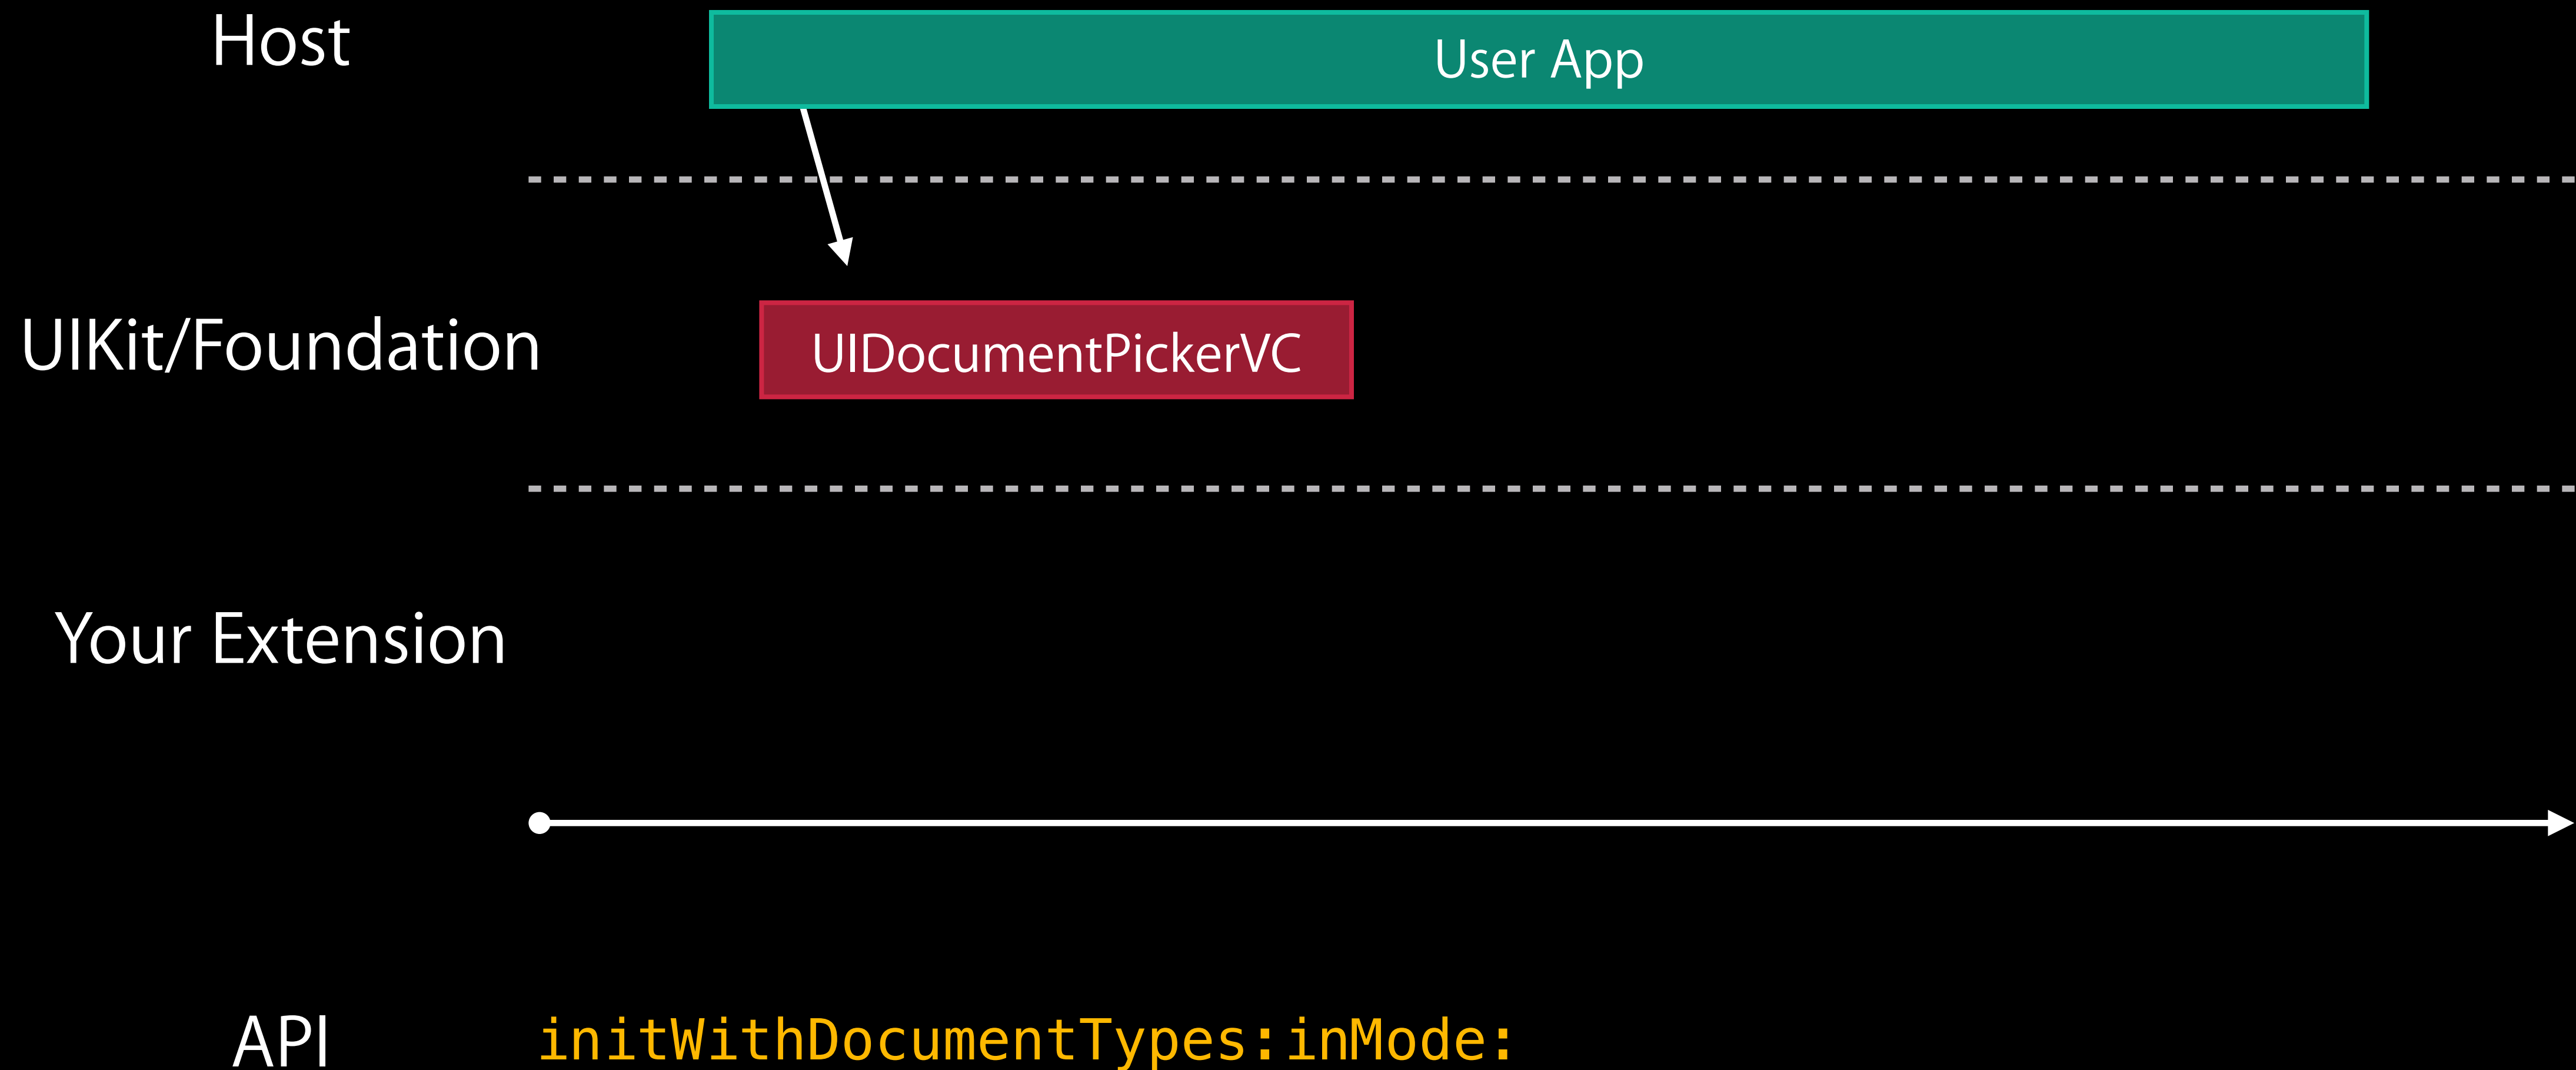 Host
User App
UIKit/Foundation
UIDocumentPickerVC
Your Extension
API
initWithDocumentTypes:inMode: